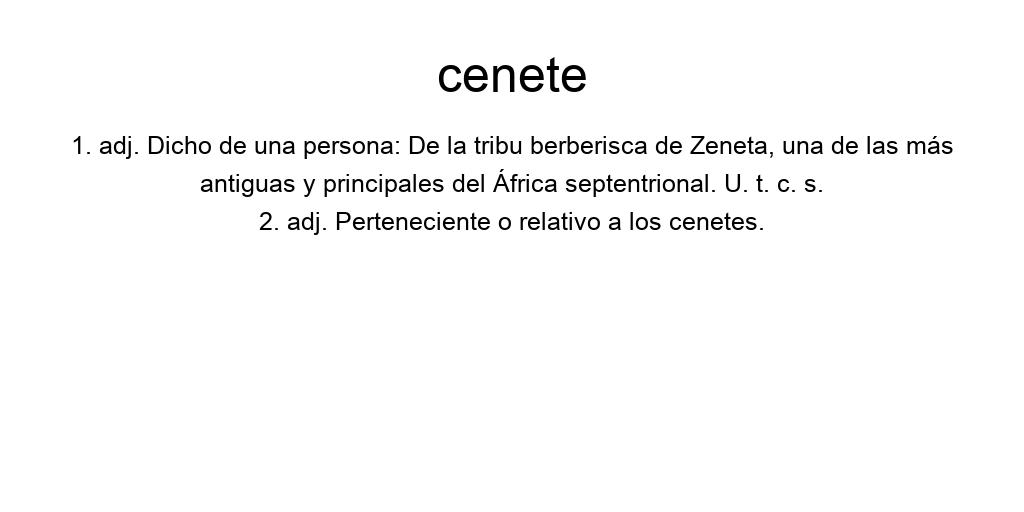 cenete
1. adj. Dicho de una persona: De la tribu berberisca de Zeneta, una de las más
antiguas y principales del África septentrional. U. t. c. s.
2. adj. Perteneciente o relativo a los cenetes.